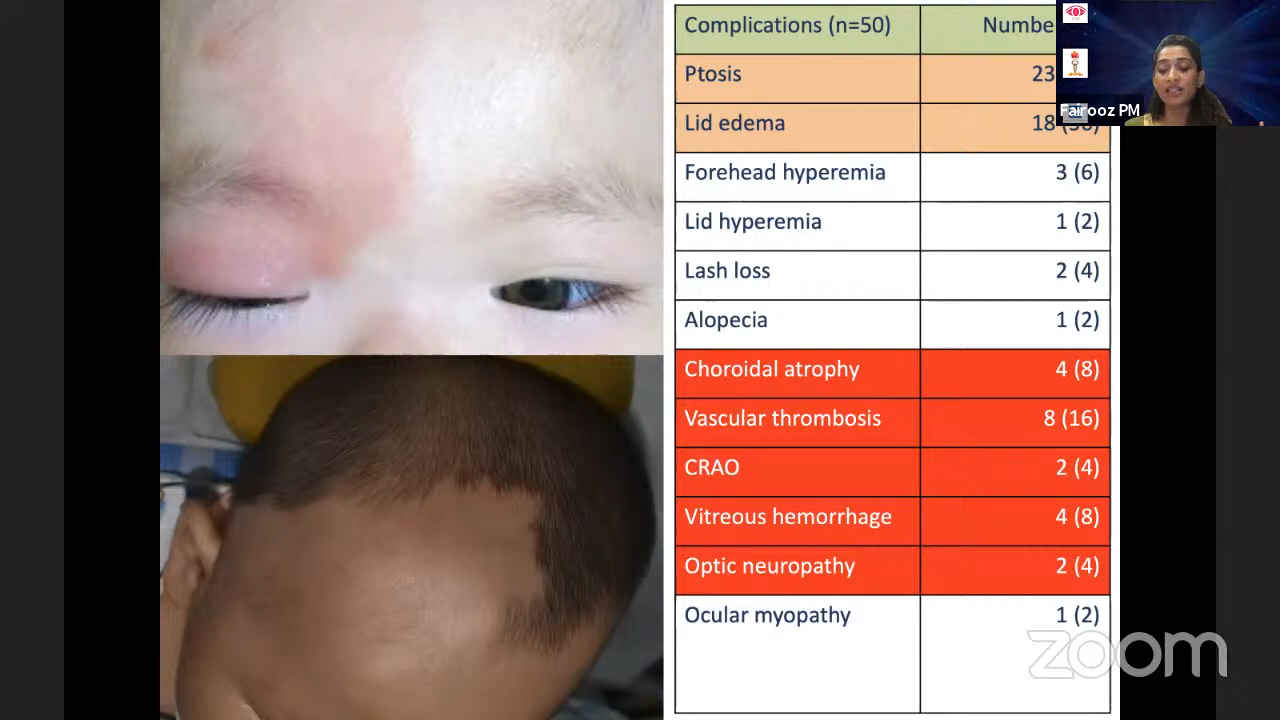 Complications (n=50) Numbe
Ptosis 23
Lid edema 18
Forehead hyperemia 3 (6)
Lid hyperemia 1 (2)
Lash loss 2 (4)
Alopecia 1 (2)
Choroidal atrophy 4 (8)
Vascular thrombosis 8 (16)
CRAO 2 (4)
Vitreous hemorrhage 4 (8)
Optic neuropathy 2 (4)
Ocular myopathy 1 (2)
Fairooz PM
zoom